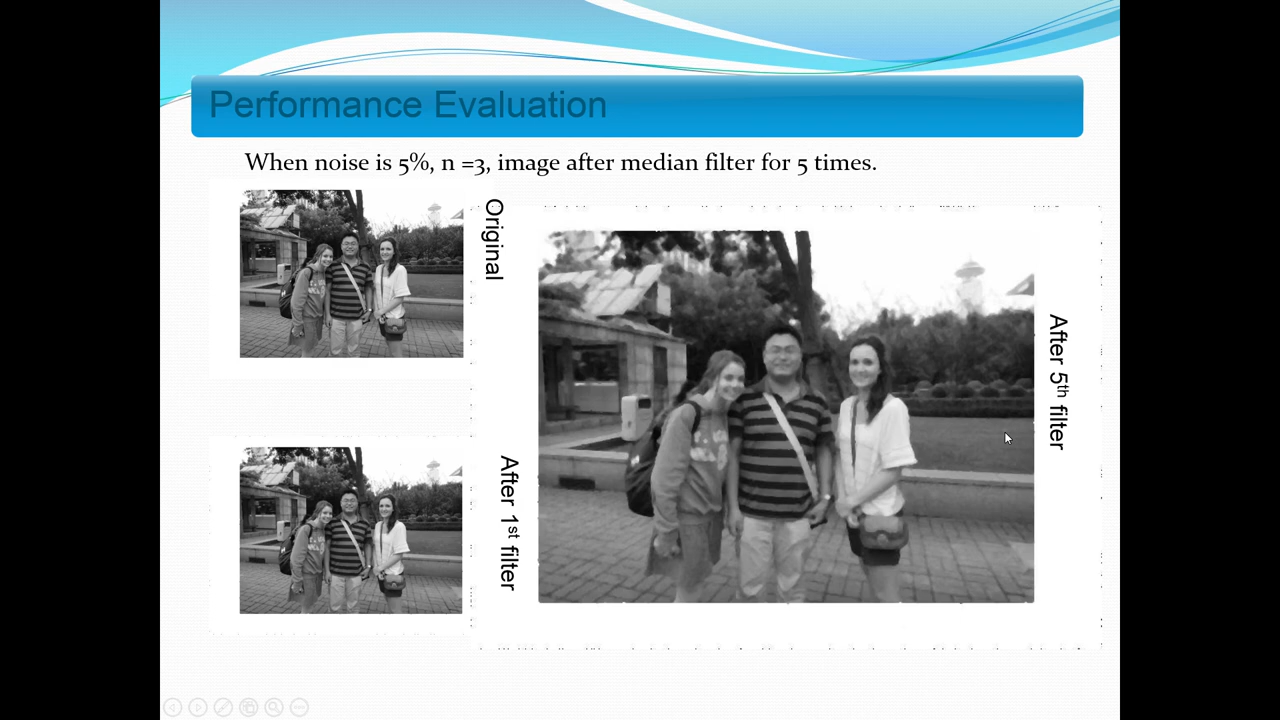 Performance Evaluation
When noise is 5%, n =3, image after median filter for 5 times.
Original
After 1st filter
After 5th filter